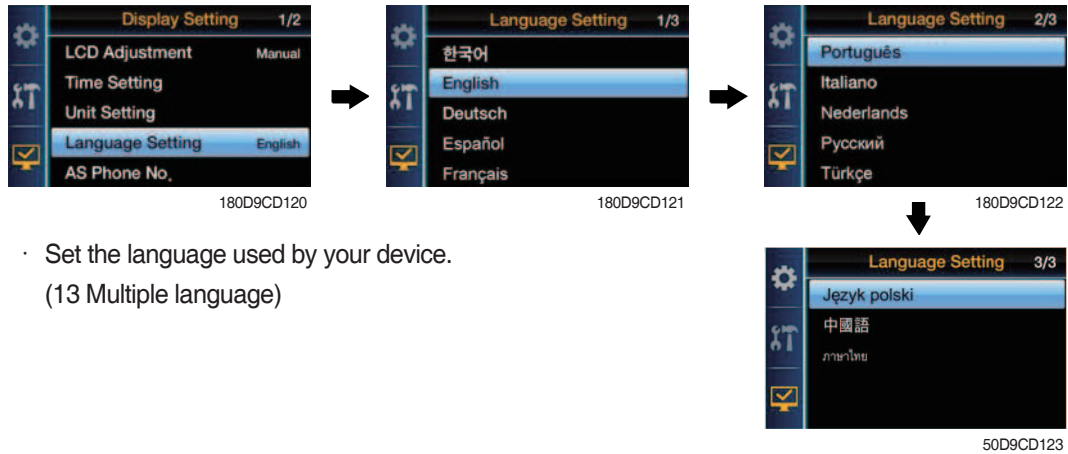 Display Setting 1/2
LCD Adjustment Manual
Time Setting
Unit Setting
Language Setting English
AS Phone No.
180D9CD120
Language Setting 1/3
한국어
English
Deutsch
Español
Français
180D9CD121
Language Setting 2/3
Português
Italiano
Nederlands
Русский
Türkçe
180D9CD122
· Set the language used by your device.
(13 Multiple language)
Language Setting 3/3
Język polski
中國語
ภาษาไทย
50D9CD123